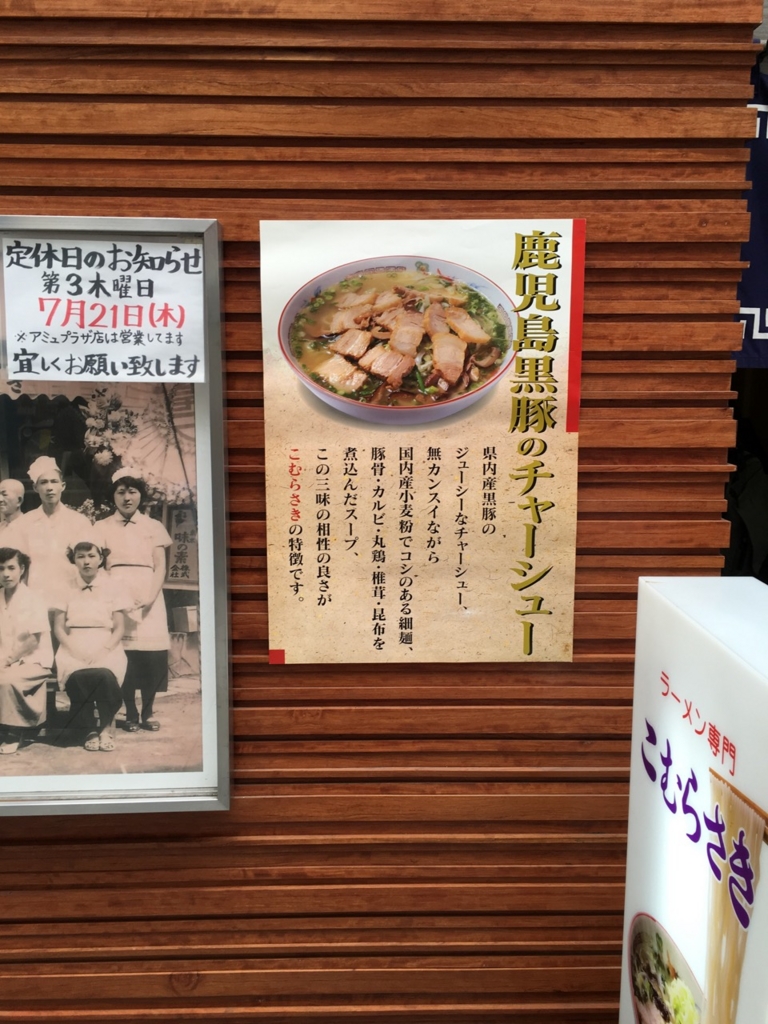 定休日のお知らせ
第3木曜日
7月21日(木)
※アミュプラザ店は営業してます
宜しくお願い致します
味の素
鹿児島黒豚のチャーシュー
県内産黒豚の
ジューシーなチャーシュー、
無カンスイながら
国内産小麦粉でコシのある細麺、
豚骨・カルビ・丸鶏・椎茸・昆布を
煮込んだスープ、
この三味の相性の良さが
こむらさきの特徴です。
ラーメン専門
こむらさき